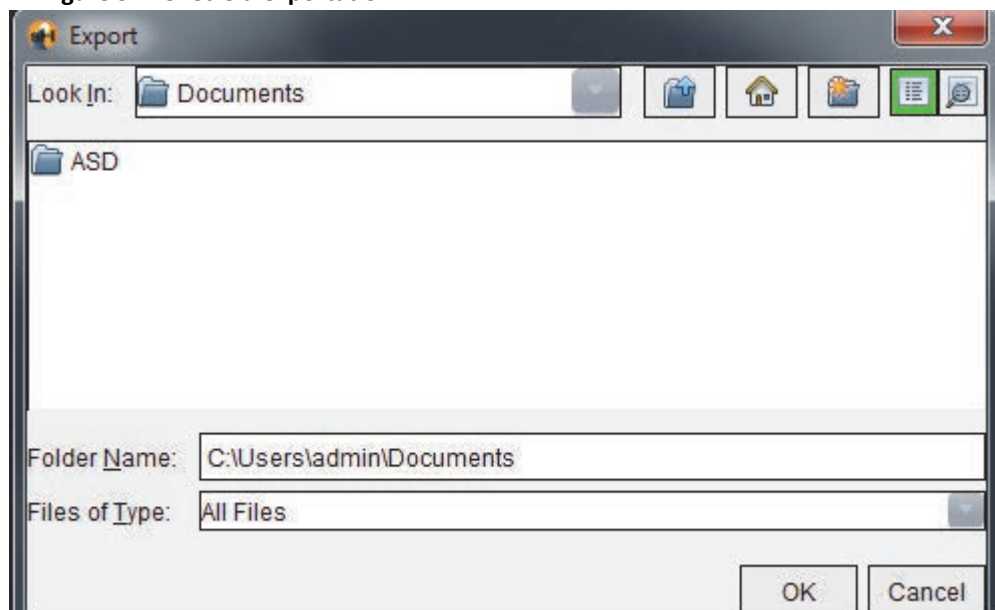 Export
Look In: Documents
ASD
Folder Name: C:\Users\admin\Documents
Files of Type: All Files
OK Cancel